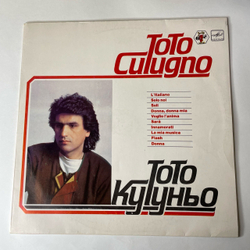 TOTO
CUTUGNO
L'italiano
Solo noi
Soli
Donna, donna mia
Voglio l'anima
Sarà
Innamorati
La mia musica
Flash
Donna
ТОТО
КУТУНЬО